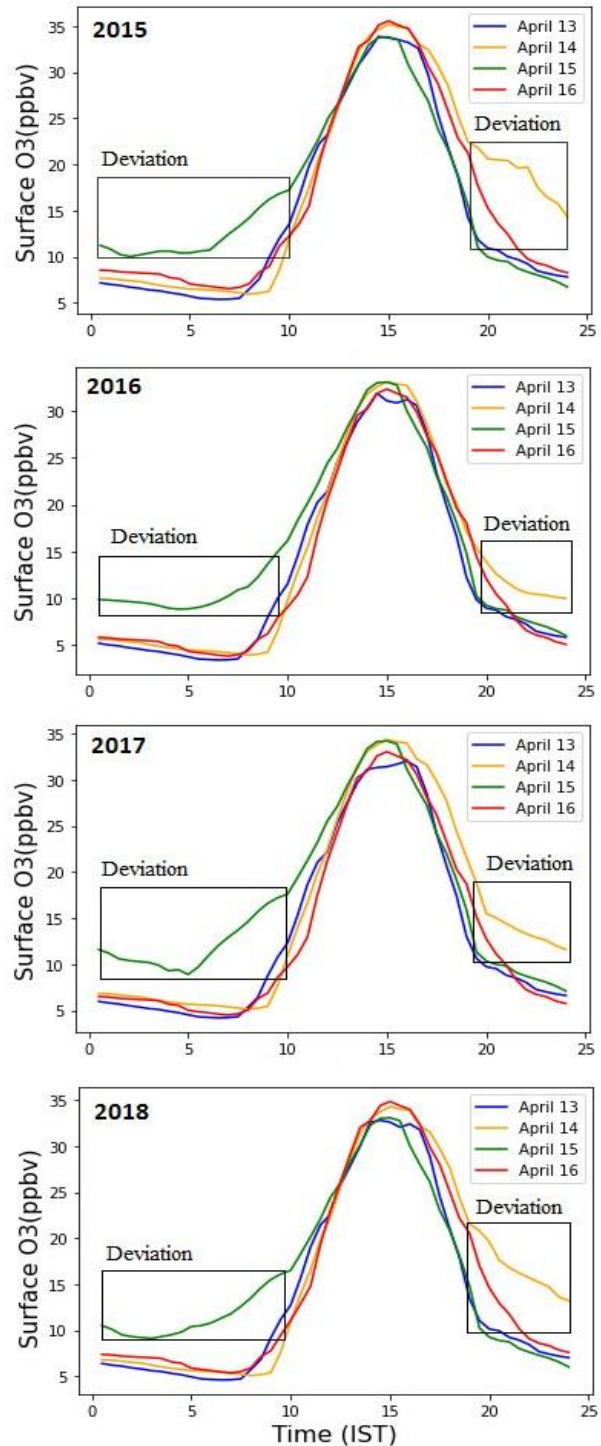 2015
April 13
April 14
April 15
April 16
Deviation
Deviation
Surface O3(ppbv)
35
30
25
20
15
10
5
0 5 10 15 20 25
2016
April 13
April 14
April 15
April 16
Deviation
Deviation
Surface O3(ppbv)
30
25
20
15
10
5
0 5 10 15 20 25
2017
April 13
April 14
April 15
April 16
Deviation
Deviation
Surface O3(ppbv)
35
30
25
20
15
10
5
0 5 10 15 20 25
2018
April 13
April 14
April 15
April 16
Deviation
Deviation
Surface O3(ppbv)
35
30
25
20
15
10
5
0 5 10 15 20 25
Time (IST)